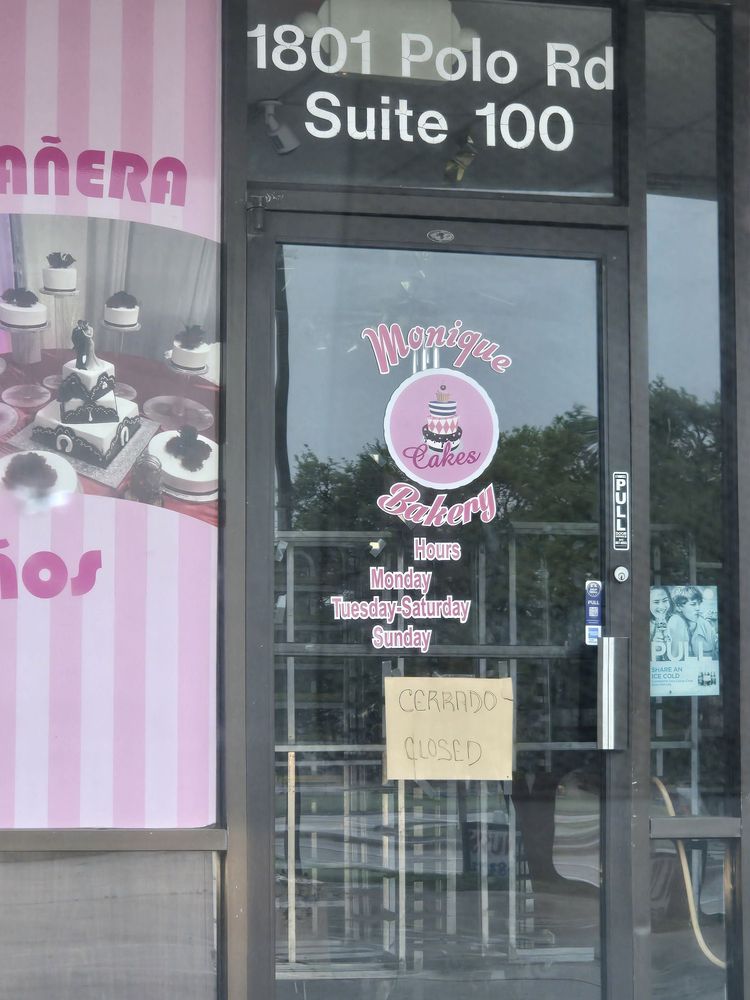 1801 Polo Rd
Suite 100
AÑERA
ños
Monique
Cakes
Bakery
Hours
Monday
Tuesday-Saturday
Sunday
CERRADO-
CLOSED
PULL
PULL
PULL
SHARE AN
ICE COLD